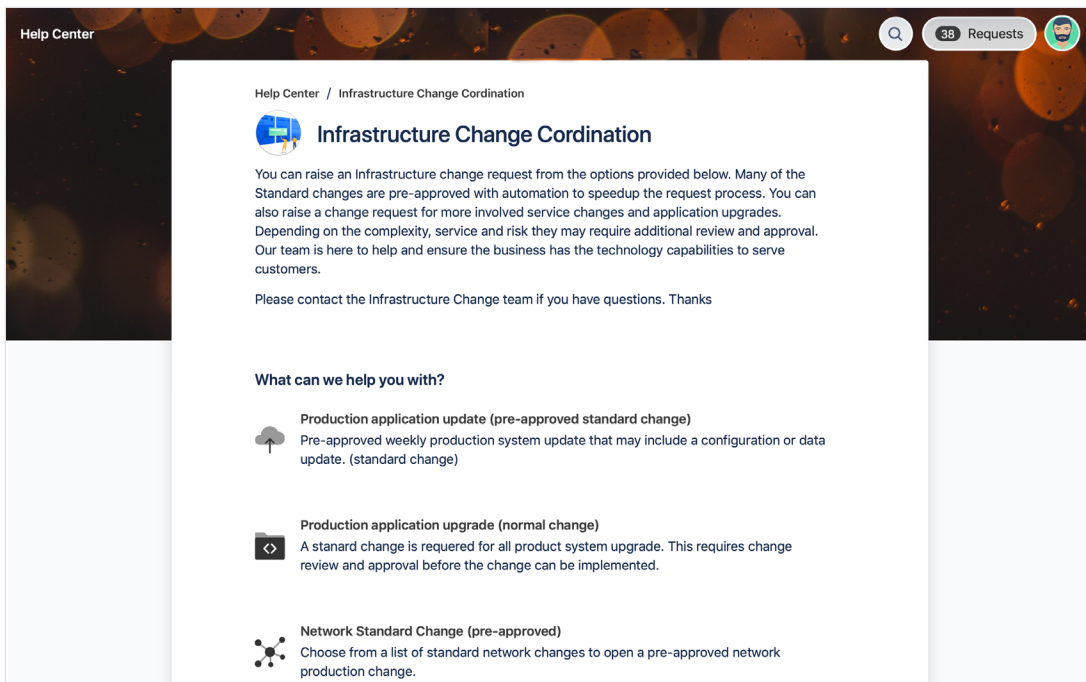 Help Center
38 Requests
Help Center / Infrastructure Change Cordination
Infrastructure Change Cordination
You can raise an Infrastructure change request from the options provided below. Many of the
Standard changes are pre-approved with automation to speedup the request process. You can
also raise a change request for more involved service changes and application upgrades.
Depending on the complexity, service and risk they may require additional review and approval.
Our team is here to help and ensure the business has the technology capabilities to serve
customers.
Please contact the Infrastructure Change team if you have questions. Thanks
What can we help you with?
Production application update (pre-approved standard change)
Pre-approved weekly production system update that may include a configuration or data
update. (standard change)
Production application upgrade (normal change)
A stanard change is requered for all product system upgrade. This requires change
review and approval before the change can be implemented.
Network Standard Change (pre-approved)
Choose from a list of standard network changes to open a pre-approved network
production change.